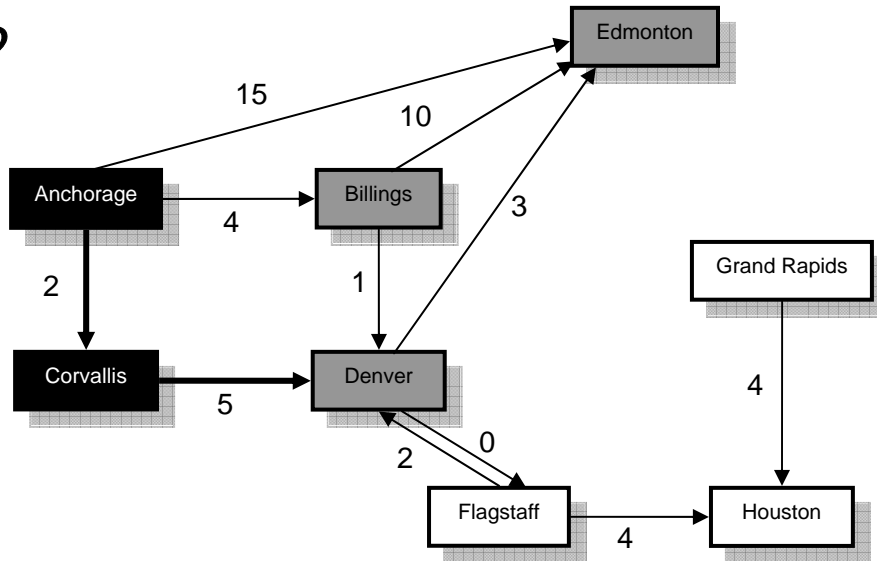 Edmonton
15
10
Anchorage
Billings
4
3
2
1
Grand Rapids
Corvallis
Denver
5
4
0
2
Flagstaff
Houston
4